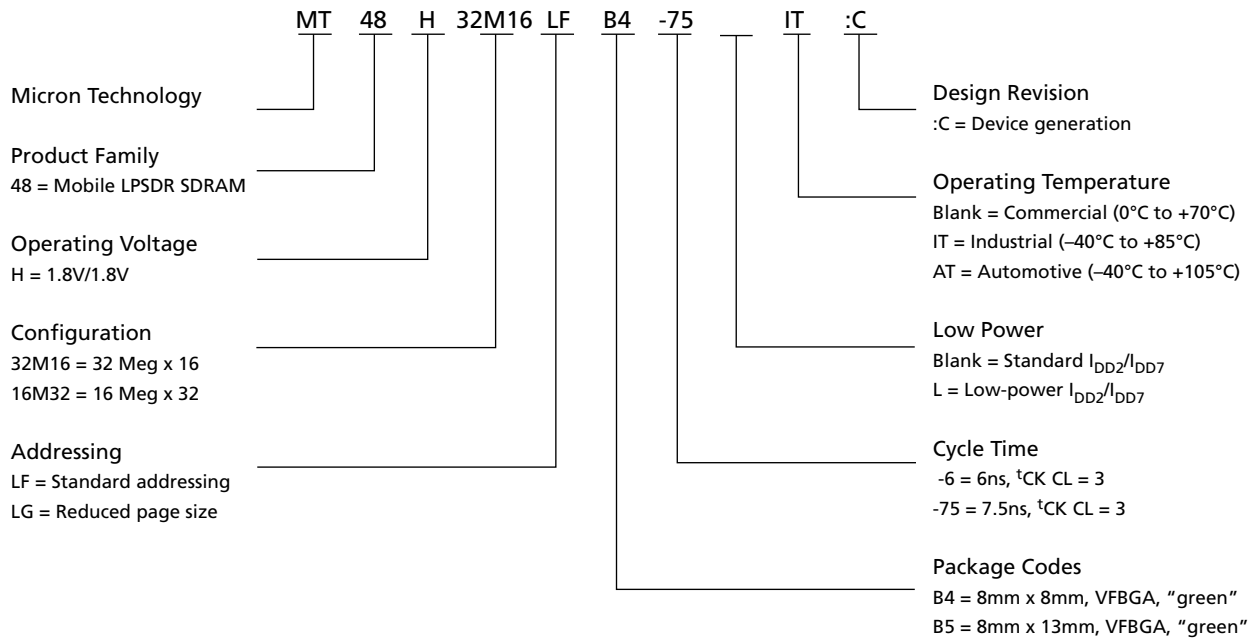 MT 48 H 32M16 LF B4 -75 __ IT :C
Micron Technology
Product Family
48 = Mobile LPSDR SDRAM
Operating Voltage
H = 1.8V/1.8V
Configuration
32M16 = 32 Meg x 16
16M32 = 16 Meg x 32
Addressing
LF = Standard addressing
LG = Reduced page size
Design Revision
:C = Device generation
Operating Temperature
Blank = Commercial (0°C to +70°C)
IT = Industrial (–40°C to +85°C)
AT = Automotive (–40°C to +105°C)
Low Power
Blank = Standard IDD2/IDD7
L = Low-power IDD2/IDD7
Cycle Time
-6 = 6ns, tCK CL = 3
-75 = 7.5ns, tCK CL = 3
Package Codes
B4 = 8mm x 8mm, VFBGA, “green”
B5 = 8mm x 13mm, VFBGA, “green”